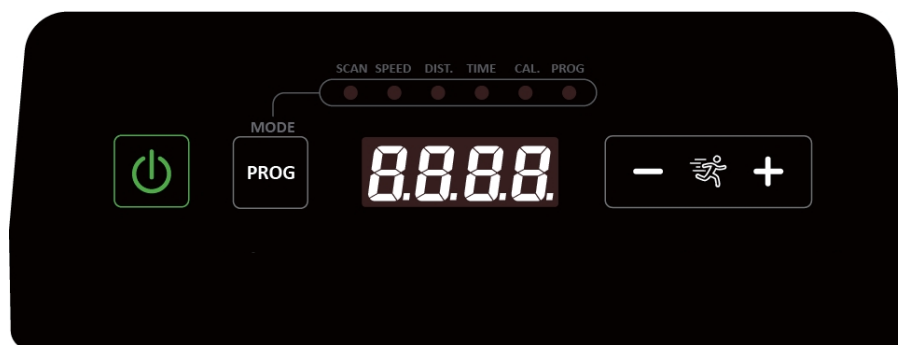 SCAN SPEED DIST. TIME CAL. PROG
MODE
PROG
8.8.8.8.
- +